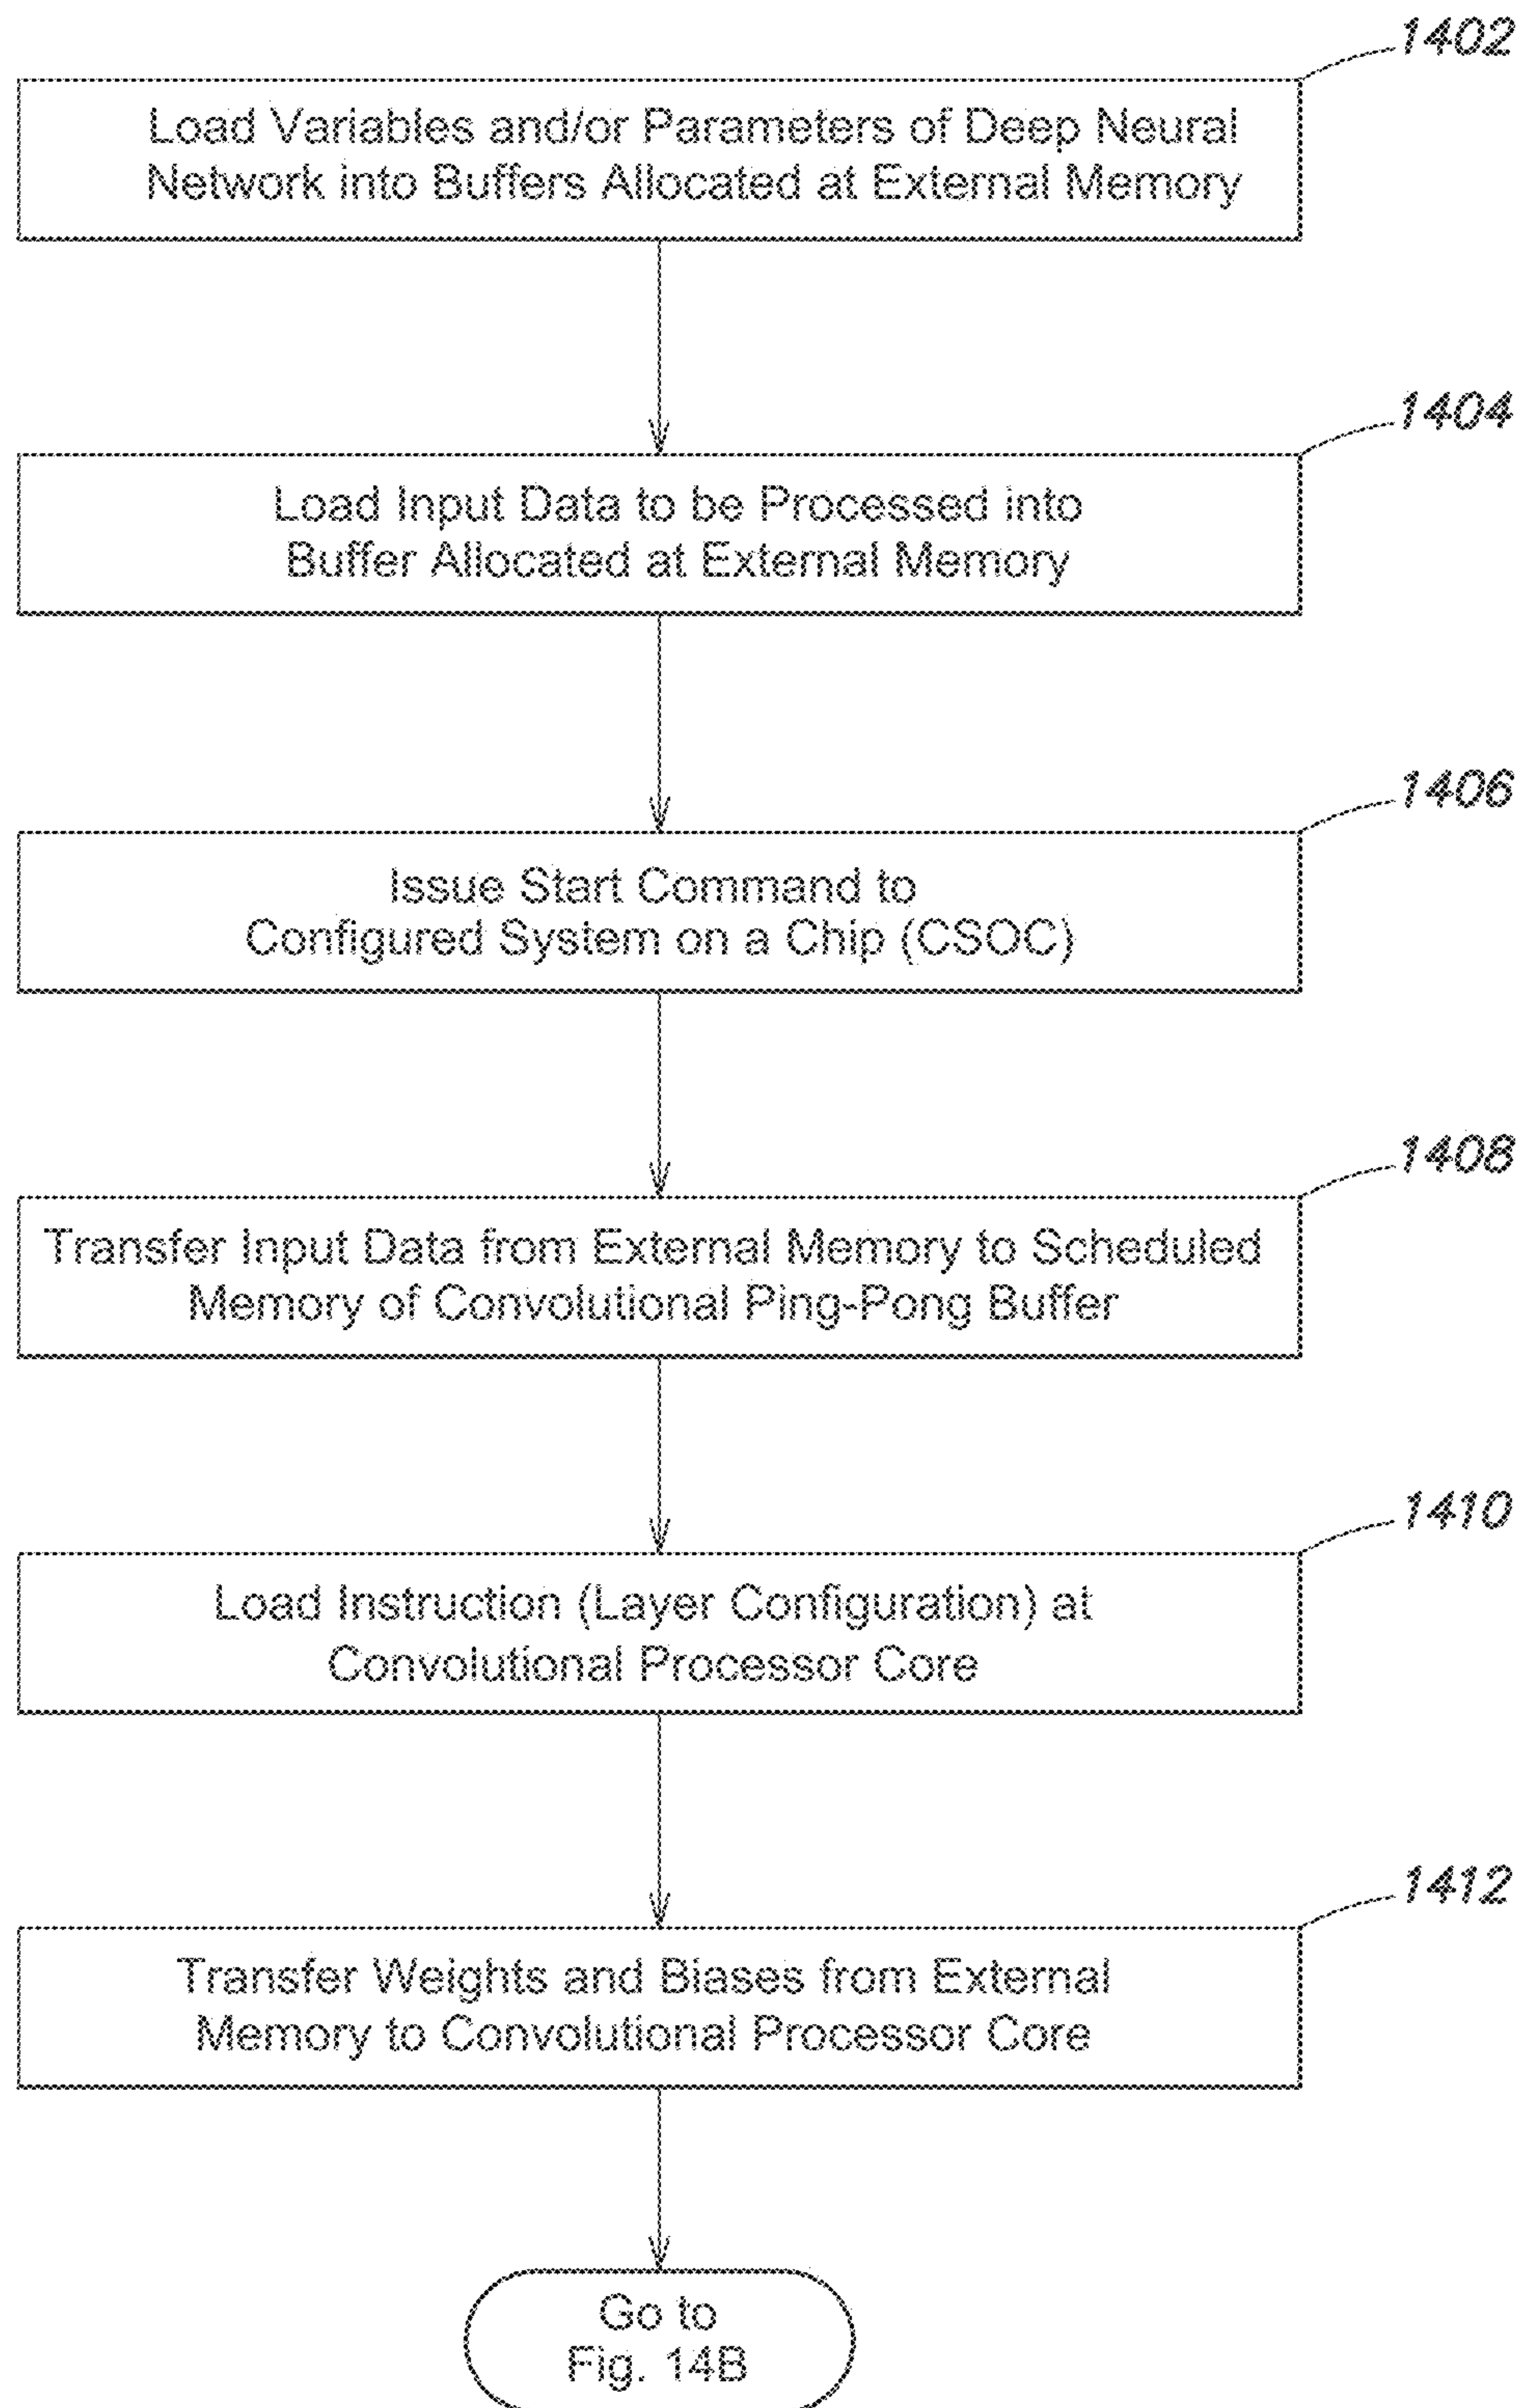 1402
Load Variables and/or Parameters of Deep Neural
Network into Buffers Allocated at External Memory
1404
Load Input Data to be Processed into
Buffer Allocated at External Memory
1406
Issue Start Command to
Configured System on a Chip (CSOC)
1408
Transfer Input Data from External Memory to Scheduled
Memory of Convolutional Ping-Pong Buffer
1410
Load Instruction (Layer Configuration) at
Convolutional Processor Core
1412
Transfer Weights and Biases from External
Memory to Convolutional Processor Core
Go to
Fig. 14B